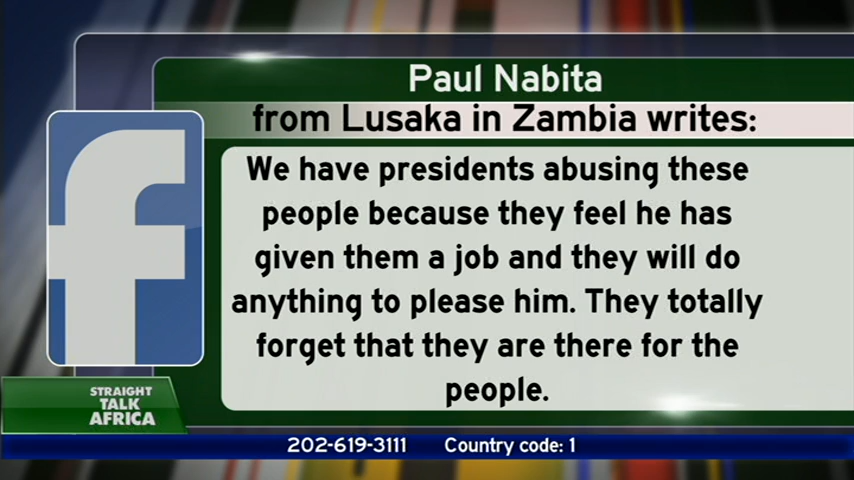 Paul Nabita
from Lusaka in Zambia writes:
We have presidents abusing these
people because they feel he has
given them a job and they will do
anything to please him. They totally
forget that they are there for the
people.
STRAIGHT
TALK
AFRICA
202-619-3111 Country code: 1